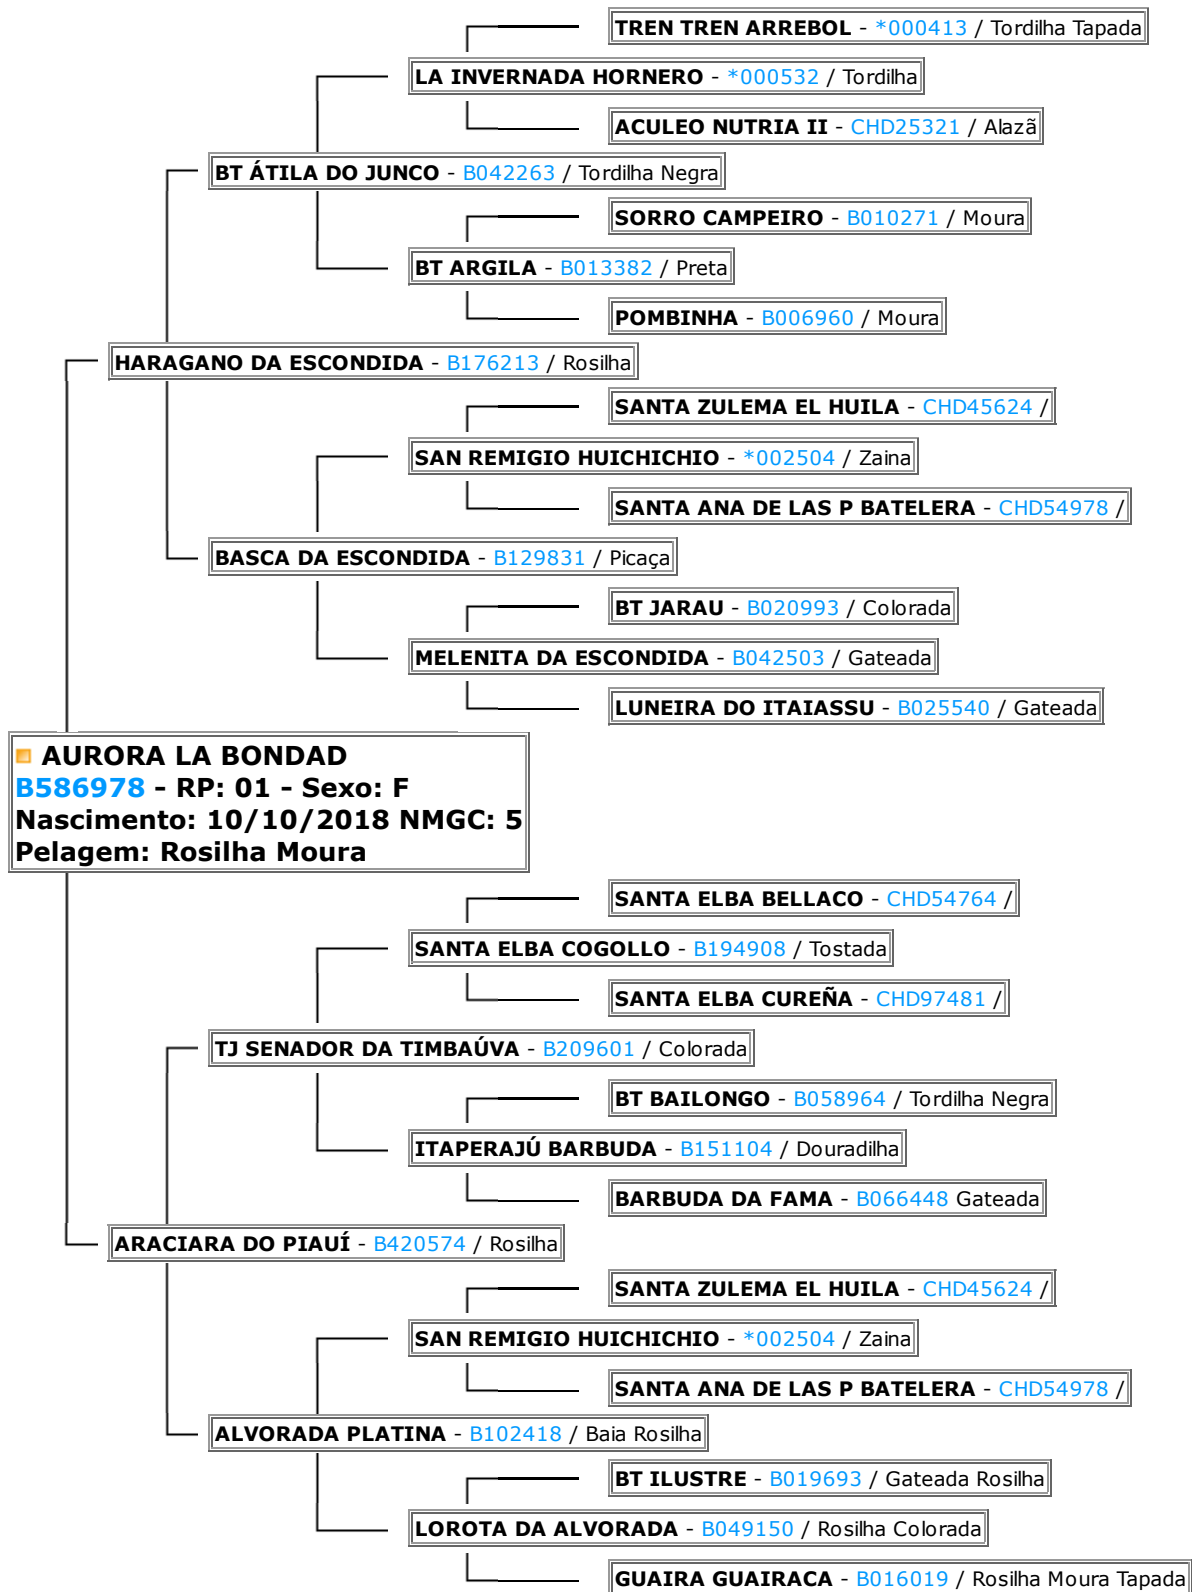 TREN TREN ARREBOL - *000413 / Tordilha Tapada
LA INVERNADA HORNERO - *000532 / Tordilha
ACULEO NUTRIA II - CHD25321 / Alazã
BT ÁTILA DO JUNCO - B042263 / Tordilha Negra
SORRO CAMPEIRO - B010271 / Moura
BT ARGILA - B013382 / Preta
POMBINHA - B006960 / Moura
HARAGANO DA ESCONDIDA - B176213 / Rosilha
SANTA ZULEMA EL HUILA - CHD45624 /
SAN REMIGIO HUICHICHIO - *002504 / Zaina
SANTA ANA DE LAS P BATELERA - CHD54978 /
BASCA DA ESCONDIDA - B129831 / Picaça
BT JARAU - B020993 / Colorada
MELENITA DA ESCONDIDA - B042503 / Gateada
LUNEIRA DO ITAIASSU - B025540 / Gateada
AURORA LA BONDAD
B586978 - RP: 01 - Sexo: F
Nascimento: 10/10/2018 NMGC: 5
Pelagem: Rosilha Moura
SANTA ELBA BELLACO - CHD54764 /
SANTA ELBA COGOLLO - B194908 / Tostada
SANTA ELBA CUREÑA - CHD97481 /
TJ SENADOR DA TIMBAÚVA - B209601 / Colorada
BT BAILONGO - B058964 / Tordilha Negra
ITAPERAJÚ BARBUDA - B151104 / Douradilha
BARBUDA DA FAMA - B066448 Gateada
ARACIARA DO PIAUÍ - B420574 / Rosilha
SANTA ZULEMA EL HUILA - CHD45624 /
SAN REMIGIO HUICHICHIO - *002504 / Zaina
SANTA ANA DE LAS P BATELERA - CHD54978 /
ALVORADA PLATINA - B102418 / Baia Rosilha
BT ILUSTRE - B019693 / Gateada Rosilha
LOROTA DA ALVORADA - B049150 / Rosilha Colorada
GUAIRA GUAIRACA - B016019 / Rosilha Moura Tapada